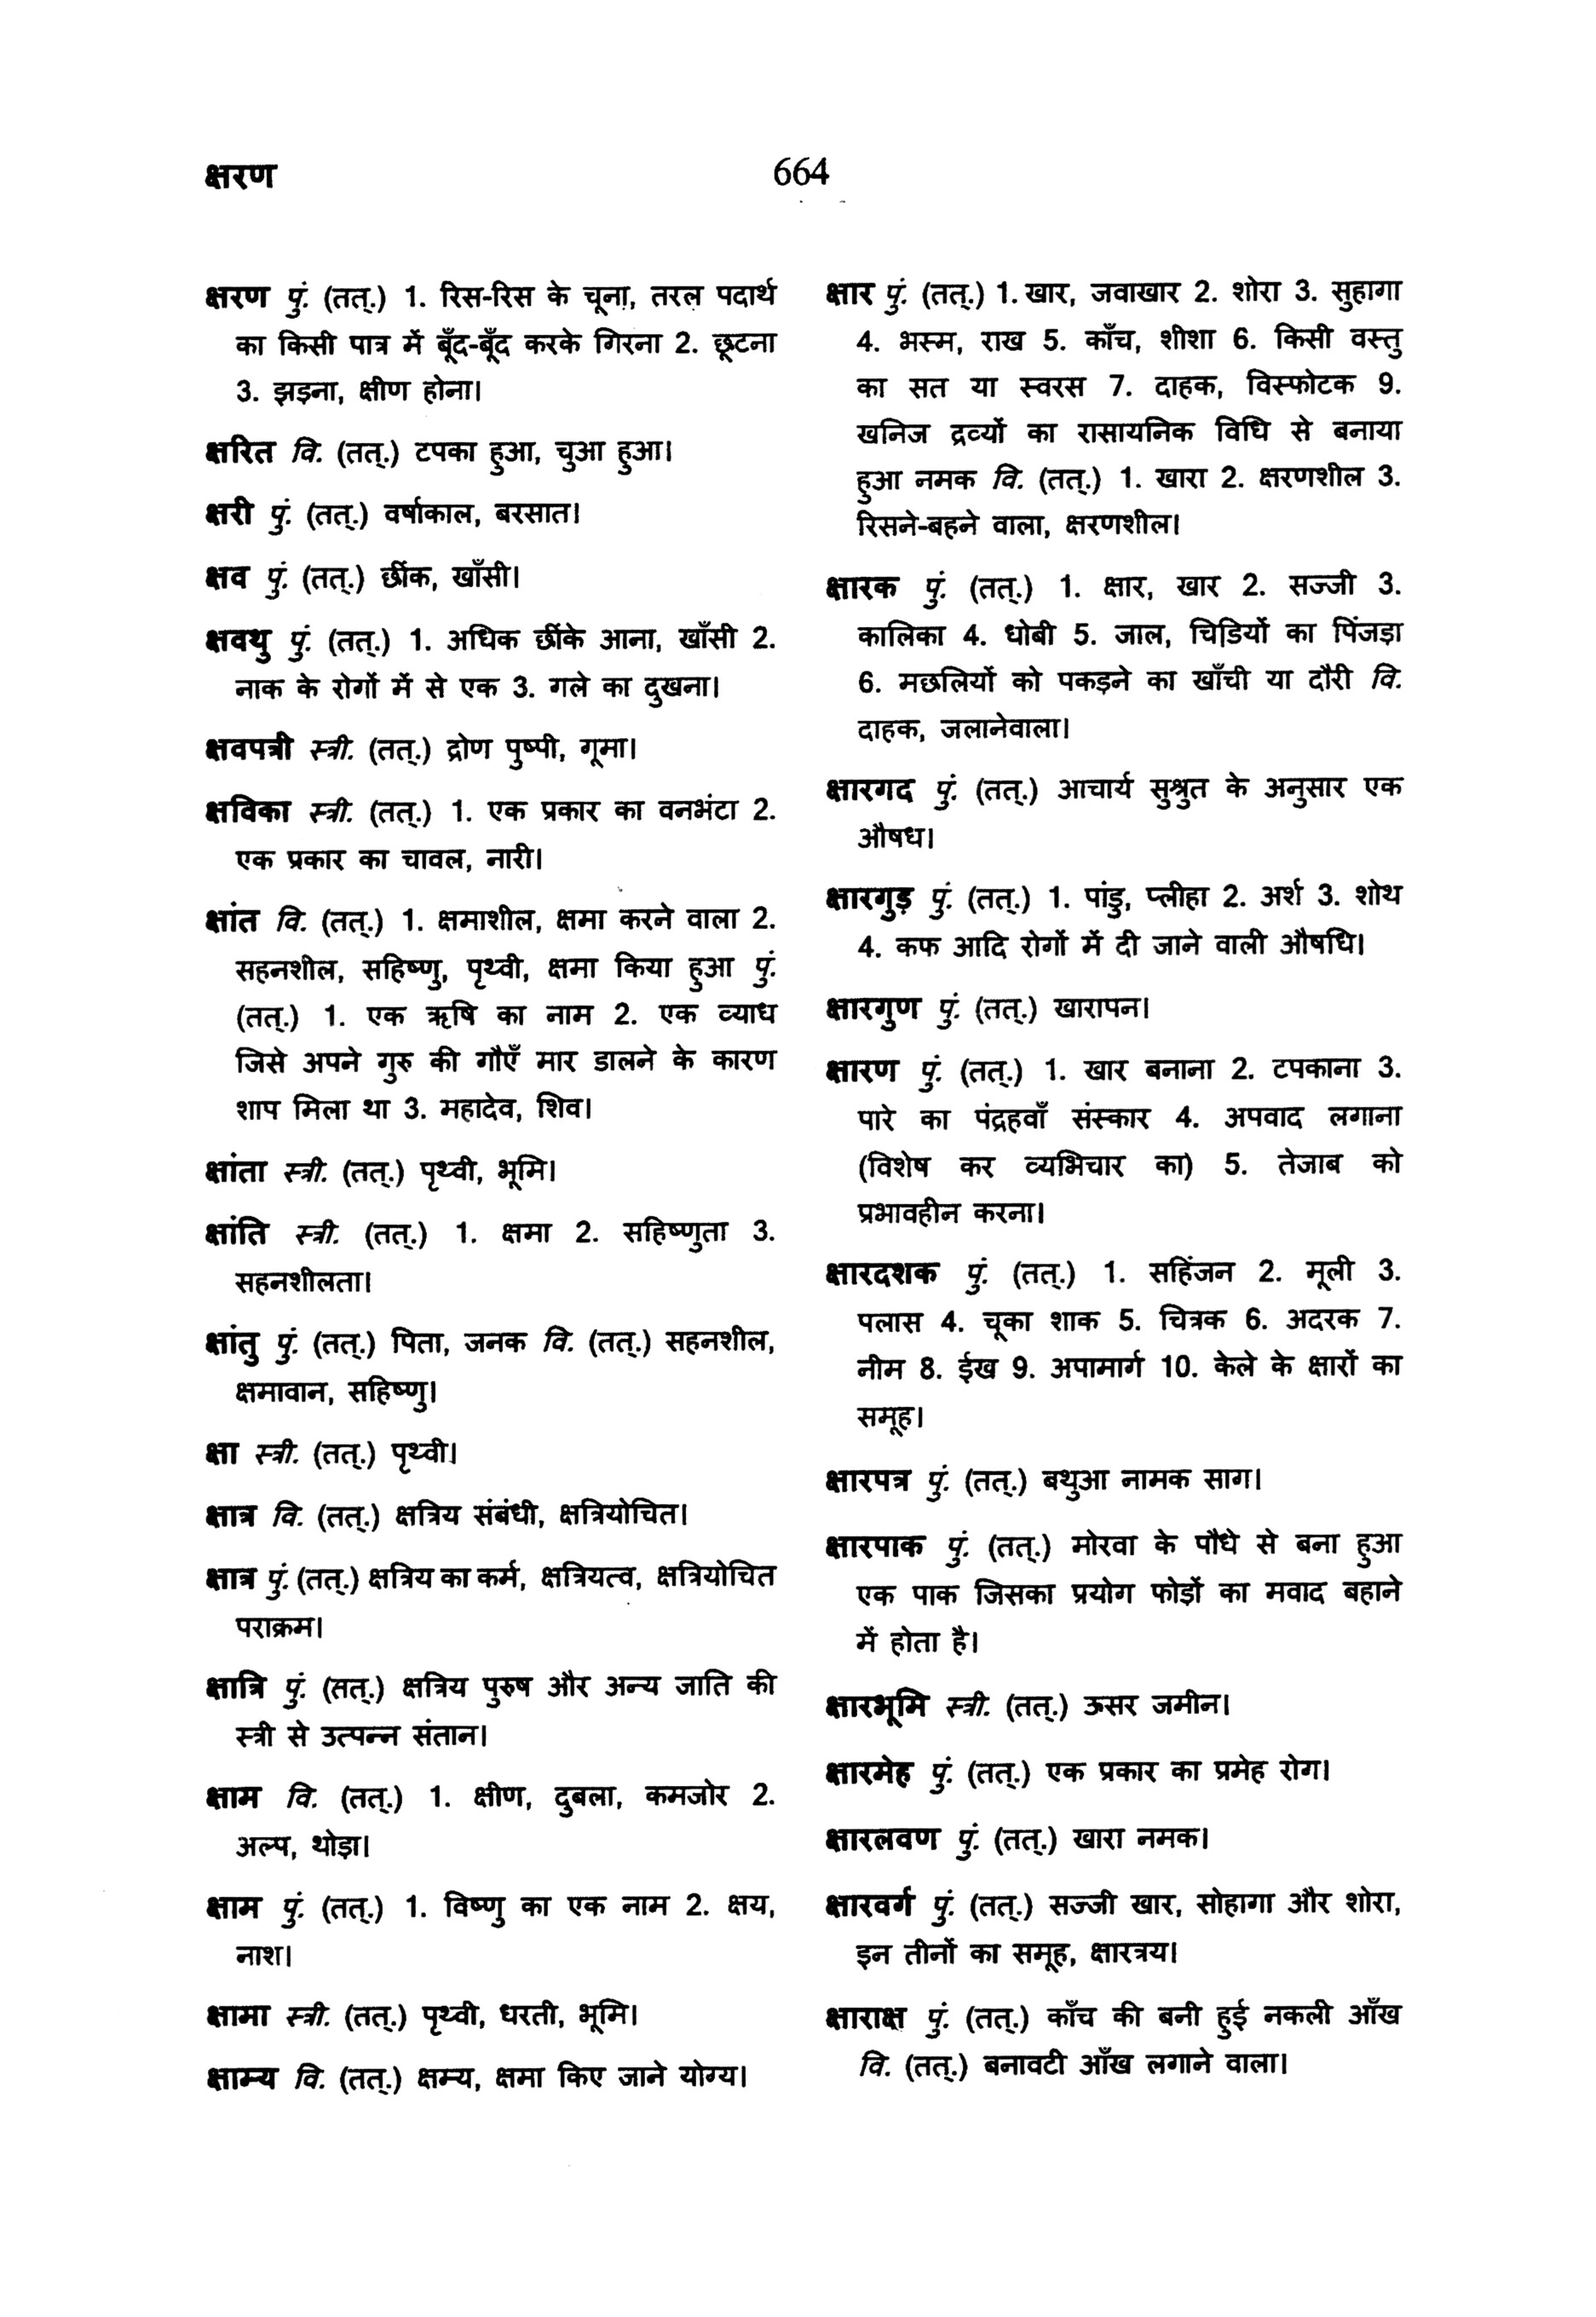 क्षरण
664
क्षरण पुं. (तत्.) 1. रिस-रिस के चूना, तरल पदार्थ
का किसी पात्र में बूँद-बूँद करके गिरना 2. छूटना
3. झड़ना, क्षीण होना।
क्षरित वि. (तत्.) टपका हुआ, चुआ हुआ।
क्षरी पुं. (तत्.) वर्षाकाल, बरसात।
क्षव पुं. (तत्.) छींक, खाँसी।
क्षवथु पुं. (तत्.) 1. अधिक छींके आना, खाँसी 2.
नाक के रोगों में से एक 3. गले का दुखना।
क्षवपत्री स्त्री. (तत्.) द्रोण पुष्पी, गूमा।
क्षविका स्त्री. (तत्.) 1. एक प्रकार का वनभंटा 2.
एक प्रकार का चावल, नारी।
क्षांत वि. (तत्.) 1. क्षमाशील, क्षमा करने वाला 2.
सहनशील, सहिष्णु, पृथ्वी, क्षमा किया हुआ पुं.
(तत्.) 1. एक ऋषि का नाम 2. एक व्याध
जिसे अपने गुरु की गौएँ मार डालने के कारण
शाप मिला था 3. महादेव, शिव।
क्षांता स्त्री. (तत्.) पृथ्वी, भूमि।
क्षांति स्त्री. (तत्.) 1. क्षमा 2. सहिष्णुता 3.
सहनशीलता।
क्षांतु पुं. (तत्.) पिता, जनक वि. (तत्.) सहनशील,
क्षमावान, सहिष्णु।
क्षा स्त्री. (तत्.) पृथ्वी।
क्षात्र वि. (तत्.) क्षत्रिय संबंधी, क्षत्रियोचित।
क्षात्र पुं. (तत्.) क्षत्रिय का कर्म, क्षत्रियत्व, क्षत्रियोचित
पराक्रम।
क्षात्रि पुं. (तत्.) क्षत्रिय पुरुष और अन्य जाति की
स्त्री से उत्पन्न संतान।
क्षाम वि. (तत्.) 1. क्षीण, दुबला, कमजोर 2.
अल्प, थोड़ा।
क्षाम पुं. (तत्.) 1. विष्णु का एक नाम 2. क्षय,
नाश।
क्षामा स्त्री. (तत्.) पृथ्वी, धरती, भूमि।
क्षाम्य वि. (तत्.) क्षम्य, क्षमा किए जाने योग्य।
क्षार पुं. (तत्.) 1. खार, जवाखार 2. शोरा 3. सुहागा
4. भस्म, राख 5. काँच, शीशा 6. किसी वस्तु
का सत या स्वरस 7. दाहक, विस्फोटक 9.
खनिज द्रव्यों का रासायनिक विधि से बनाया
हुआ नमक वि. (तत्.) 1. खारा 2. क्षरणशील 3.
रिसने-बहने वाला, क्षरणशील।
क्षारक पुं. (तत्.) 1. क्षार, खार 2. सज्जी 3.
कालिका 4. धोबी 5. जाल, चिडि़यों का पिंजड़ा
6. मछलियों को पकड़ने का खाँची या दौरी वि.
दाहक, जलानेवाला।
क्षारगद पुं. (तत्.) आचार्य सुश्रुत के अनुसार एक
औषध।
क्षारगुड़ पुं. (तत्.) 1. पांडु, प्लीहा 2. अर्श 3. शोथ
4. कफ आदि रोगों में दी जाने वाली औषधि।
क्षारगुण पुं. (तत्.) खारापन।
क्षारण पुं. (तत्.) 1. खार बनाना 2. टपकाना 3.
पारे का पंद्रहवाँ संस्कार 4. अपवाद लगाना
(विशेष कर व्यभिचार का) 5. तेजाब को
प्रभावहीन करना।
क्षारदशक पुं. (तत्.) 1. सहिंजन 2. मूली 3.
पलास 4. चूका शाक 5. चित्रक 6. अदरक 7.
नीम 8. ईख 9. अपामार्ग 10. केले के क्षारों का
समूह।
क्षारपत्र पुं. (तत्.) बथुआ नामक साग।
क्षारपाक पुं. (तत्.) मोरवा के पौधे से बना हुआ
एक पाक जिसका प्रयोग फोड़ों का मवाद बहाने
में होता है।
क्षारभूमि स्त्री. (तत्.) ऊसर जमीन।
क्षारमेह पुं. (तत्.) एक प्रकार का प्रमेह रोग।
क्षारलवण पुं. (तत्.) खारा नमक।
क्षारवर्ग पुं. (तत्.) सज्जी खार, सोहागा और शोरा,
इन तीनों का समूह, क्षारत्रय।
क्षाराक्ष पुं. (तत्.) काँच की बनी हुई नकली आँख
वि. (तत्.) बनावटी आँख लगाने वाला।